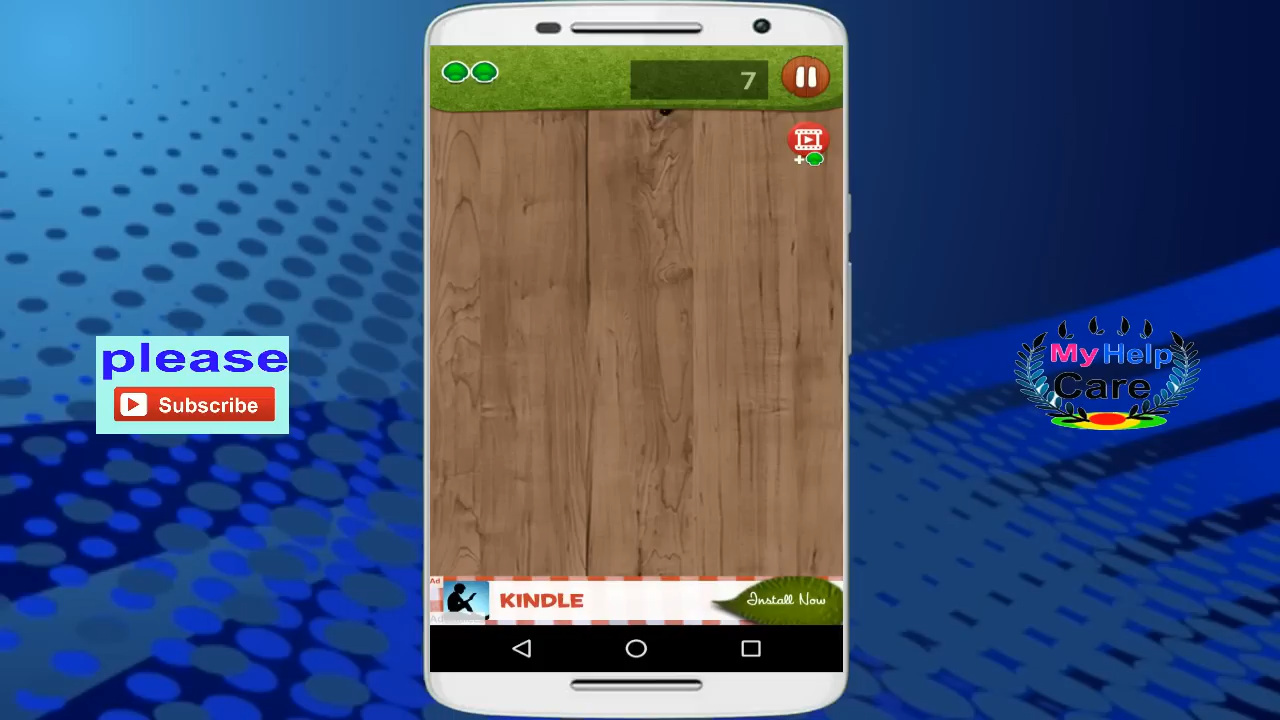 7
+
please
Subscribe
My Help
Care
Ad
KINDLE
Install Now